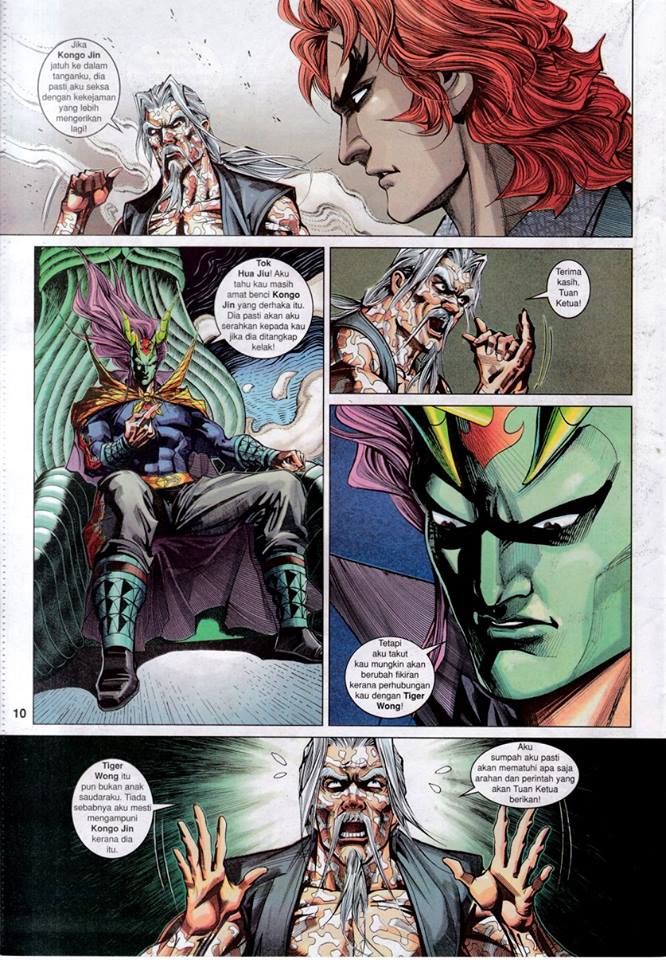 Jika
Kongo Jin
jatuh ke dalam
tanganku, dia
pasti aku seksa
dengan kekejaman
yang lebih
mengerikan
lagi!
Tok
Hua Jiu! Aku
tahu kau masih
amat benci Kongo
Jin yang derhaka itu.
Dia pasti akan aku
serahkan kepada kau
jika dia ditangkap
kelak!
Terima
kasih,
Tuan
Ketua!
Tetapi
aku takut
kau mungkin akan
berubah fikiran
kerana perhubungan
kau dengan Tiger
Wong!
10
Tiger
Wong itu
pun bukan anak
saudaraku. Tiada
sebabnya aku mesti
mengampuni
Kongo Jin
kerana dia
itu.
Aku
sumpah aku pasti
akan mematuhi apa saja
arahan dan perintah yang
akan Tuan Ketua
berikan!